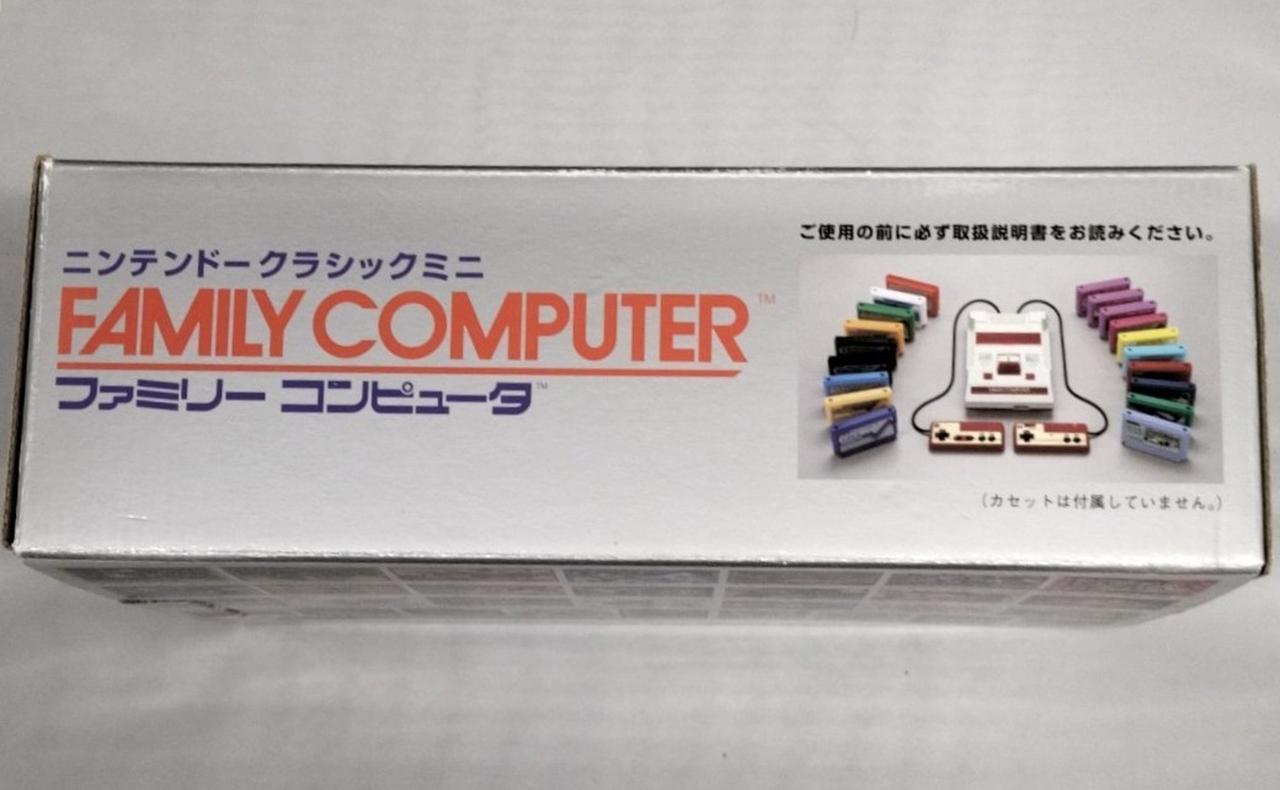 ニンテンドークラシックミニ
FAMILY COMPUTER™
ファミリー コンピュータ™
ご使用の前に必ず取扱説明書をお読みください。
(カセットは付属していません。)